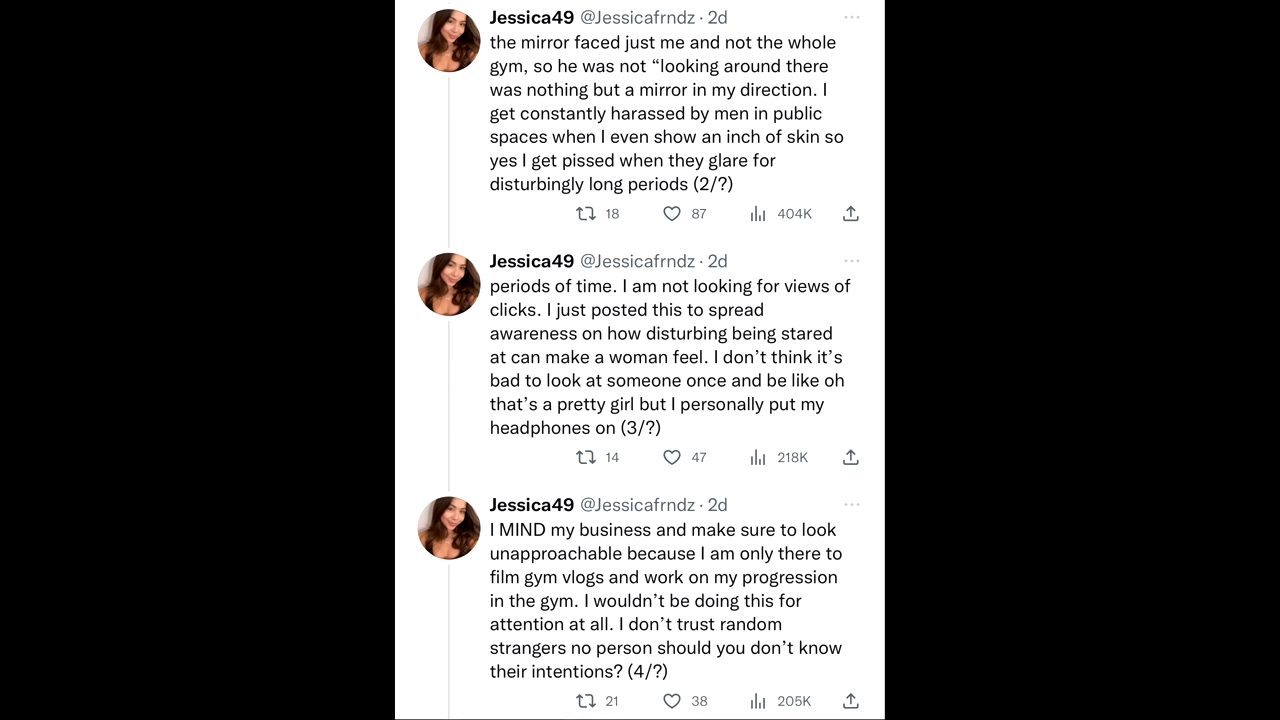 Jessica49 @Jessicafrndz · 2d
the mirror faced just me and not the whole
gym, so he was not “looking around there
was nothing but a mirror in my direction. I
get constantly harassed by men in public
spaces when I even show an inch of skin so
yes I get pissed when they glare for
disturbingly long periods (2/?)
18 87 404K
Jessica49 @Jessicafrndz · 2d
periods of time. I am not looking for views of
clicks. I just posted this to spread
awareness on how disturbing being stared
at can make a woman feel. I don’t think it’s
bad to look at someone once and be like oh
that’s a pretty girl but I personally put my
headphones on (3/?)
14 47 218K
Jessica49 @Jessicafrndz · 2d
I MIND my business and make sure to look
unapproachable because I am only there to
film gym vlogs and work on my progression
in the gym. I wouldn’t be doing this for
attention at all. I don’t trust random
strangers no person should you don’t know
their intentions? (4/?)
21 38 205K